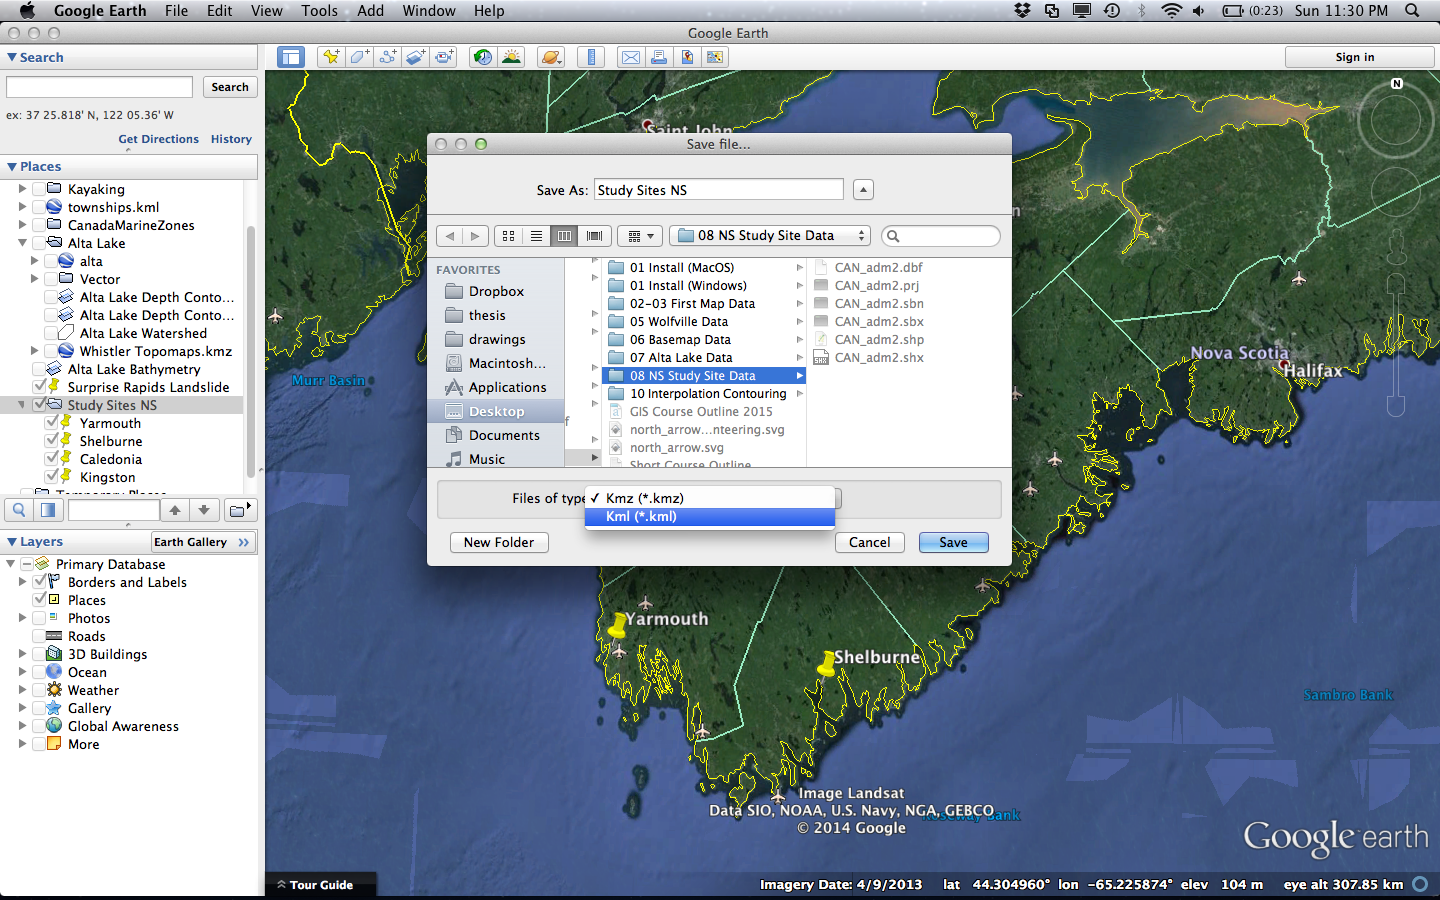 Google Earth File Edit View Tools Add Window Help (0:23) Sun 11:30 PM
Google Earth
Search
Sign in
Search
ex: 37 25.818' N, 122 05.36' W
Get Directions History
Places
Kayaking
townships.kml
CanadaMarineZones
Alta Lake
alta
Vector
Alta Lake Depth Conto...
Alta Lake Depth Conto...
Alta Lake Watershed
Whistler Topomaps.kmz
Alta Lake Bathymetry
Surprise Rapids Landslide
Study Sites NS
Yarmouth
Shelburne
Caledonia
Kingston
Temporary Places
Layers
Earth Gallery >>
Primary Database
Borders and Labels
Places
Photos
Roads
3D Buildings
Ocean
Weather
Gallery
Global Awareness
More
Saint John
N
Save file...
Save As: Study Sites NS
08 NS Study Site Data
FAVORITES
Dropbox
thesis
drawings
Macintosh...
Applications
Desktop
Documents
Music
f
01 Install (MacOS)
01 Install (Windows)
02-03 First Map Data
05 Wolfville Data
06 Basemap Data
07 Alta Lake Data
08 NS Study Site Data
10 Interpolation Contouring
GIS Course Outline 2015
north_arrow...nteering.svg
north_arrow.svg
Short Course Outline
CAN_adm2.dbf
CAN_adm2.prj
CAN_adm2.sbn
CAN_adm2.sbx
CAN_adm2.shp
CAN_adm2.shx
Files of type
✓ Kmz (*.kmz)
Kml (*.kml)
New Folder
Cancel
Save
n
Murr Basin
Nova Scotia
Halifax
Yarmouth
Shelburne
Sambro Bank
Image Landsat
Data SIO, NOAA, U.S. Navy, NGA, GEBCO
© 2014 Google
Roseway Bank
Google earth
Tour Guide
Imagery Date: 4/9/2013 lat 44.304960° lon -65.225874° elev 104 m eye alt 307.85 km